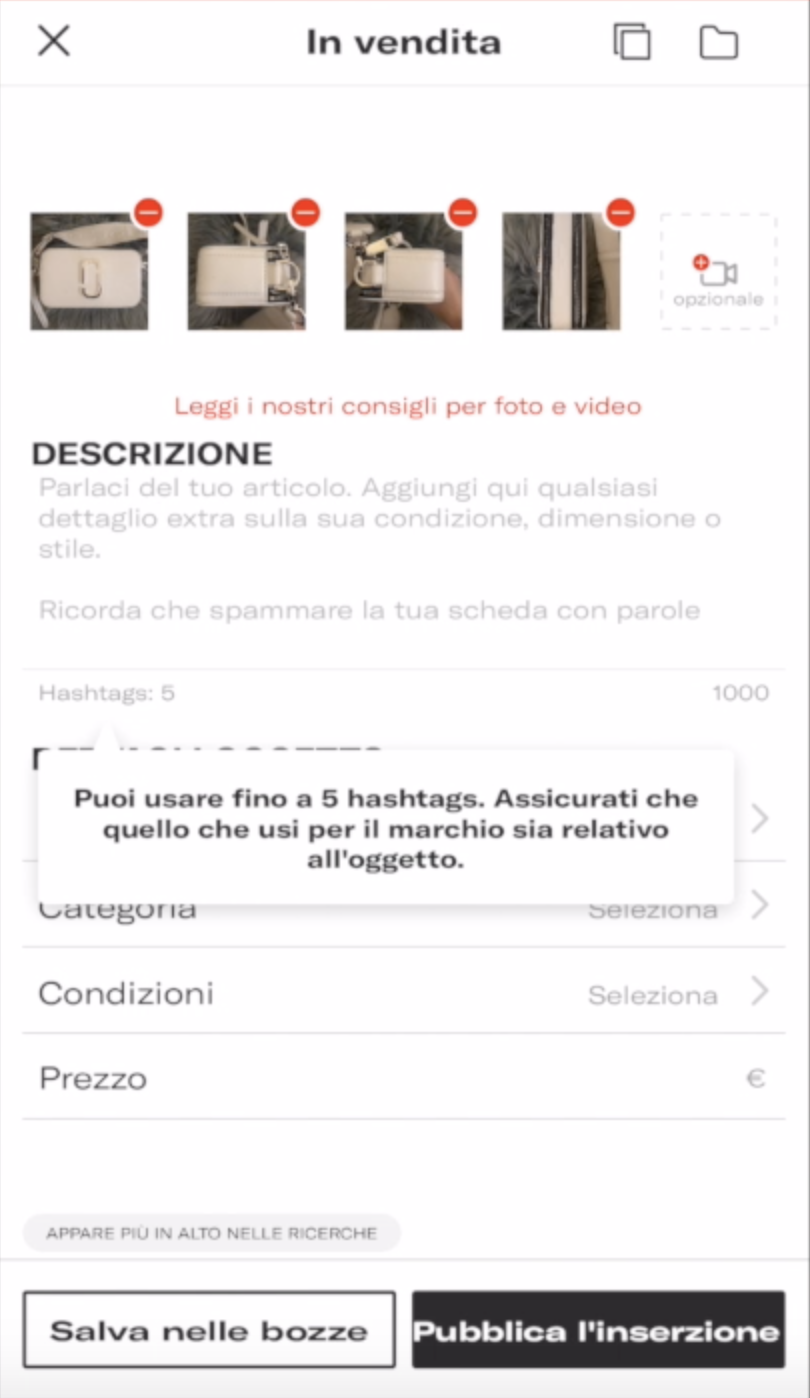 In vendita
opzionale
Leggi i nostri consigli per foto e video
DESCRIZIONE
Parlaci del tuo articolo. Aggiungi qui qualsiasi
dettaglio extra sulla sua condizione, dimensione o
stile.
Ricorda che spammare la tua scheda con parole
Hashtags: 5 1000
Puoi usare fino a 5 hashtags. Assicurati che
quello che usi per il marchio sia relativo
all'oggetto.
Categoria Seleziona
Condizioni Seleziona
Prezzo €
APPARE PIÙ IN ALTO NELLE RICERCHE
Salva nelle bozze Pubblica l'inserzione